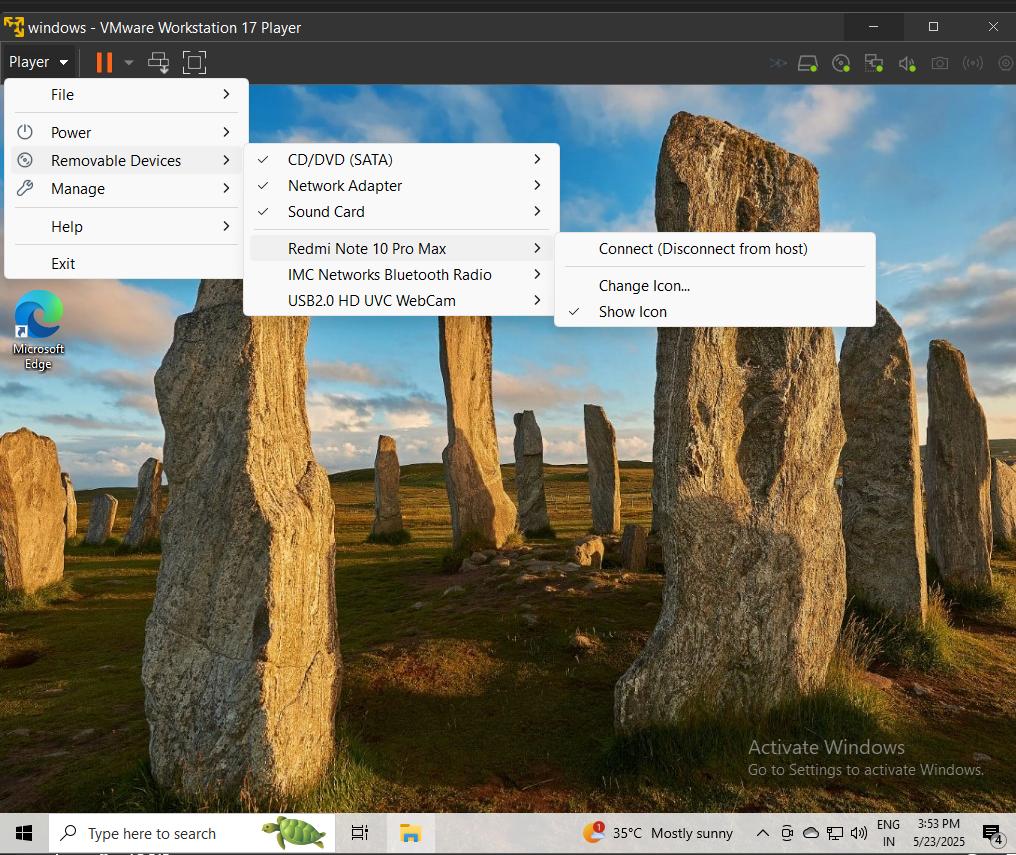 windows - VMware Workstation 17 Player
Player
File
Power
Removable Devices
Manage
Help
Exit
CD/DVD (SATA)
Network Adapter
Sound Card
Redmi Note 10 Pro Max
IMC Networks Bluetooth Radio
USB2.0 HD UVC WebCam
Connect (Disconnect from host)
Change Icon...
Show Icon
Microsoft
Edge
Activate Windows
Go to Settings to activate Windows.
Type here to search
1
35°C Mostly sunny
ENG
IN
3:53 PM
5/23/2025
4